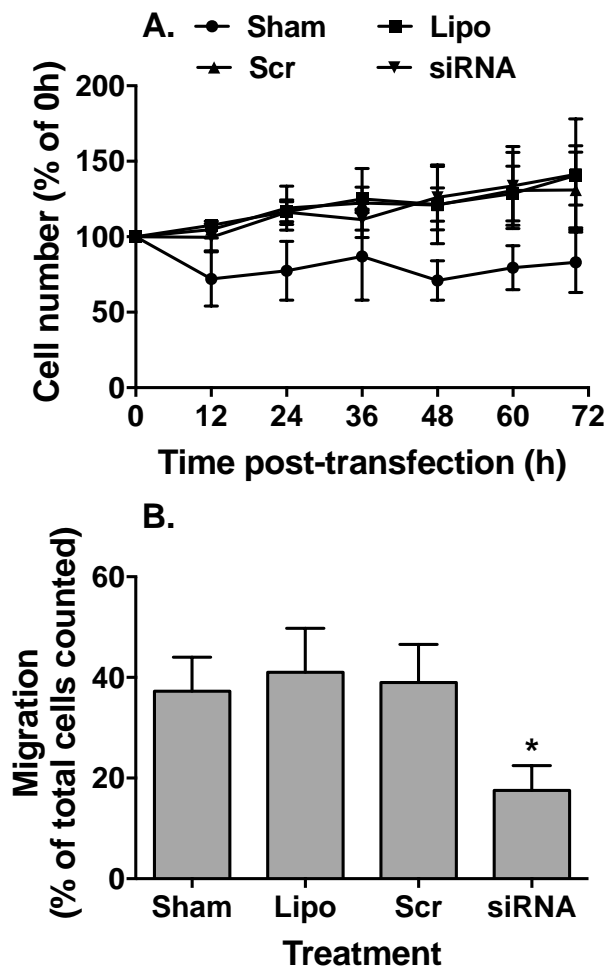 A. Sham Lipo
Scr siRNA
200
150
100
50
0
Cell number (% of 0h)
0 12 24 36 48 60 72
Time post-transfection (h)
B.
60
40
20
0
Migration
(% of total cells counted)
*
Sham Lipo Scr siRNA
Treatment